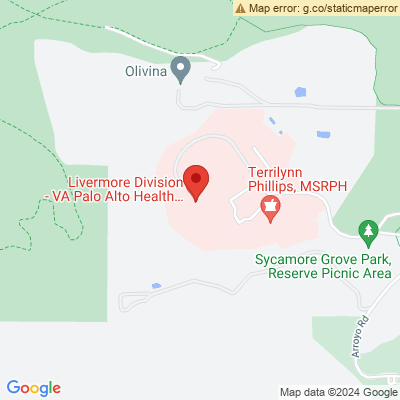 Map error: g.co/staticmaperror
Olivina
Livermore Division
- VA Palo Alto Health...
Terrilynn
Phillips, MSRPH
Sycamore Grove Park,
Reserve Picnic Area
Arroyo Rd
Google
Map data ©2024 Google